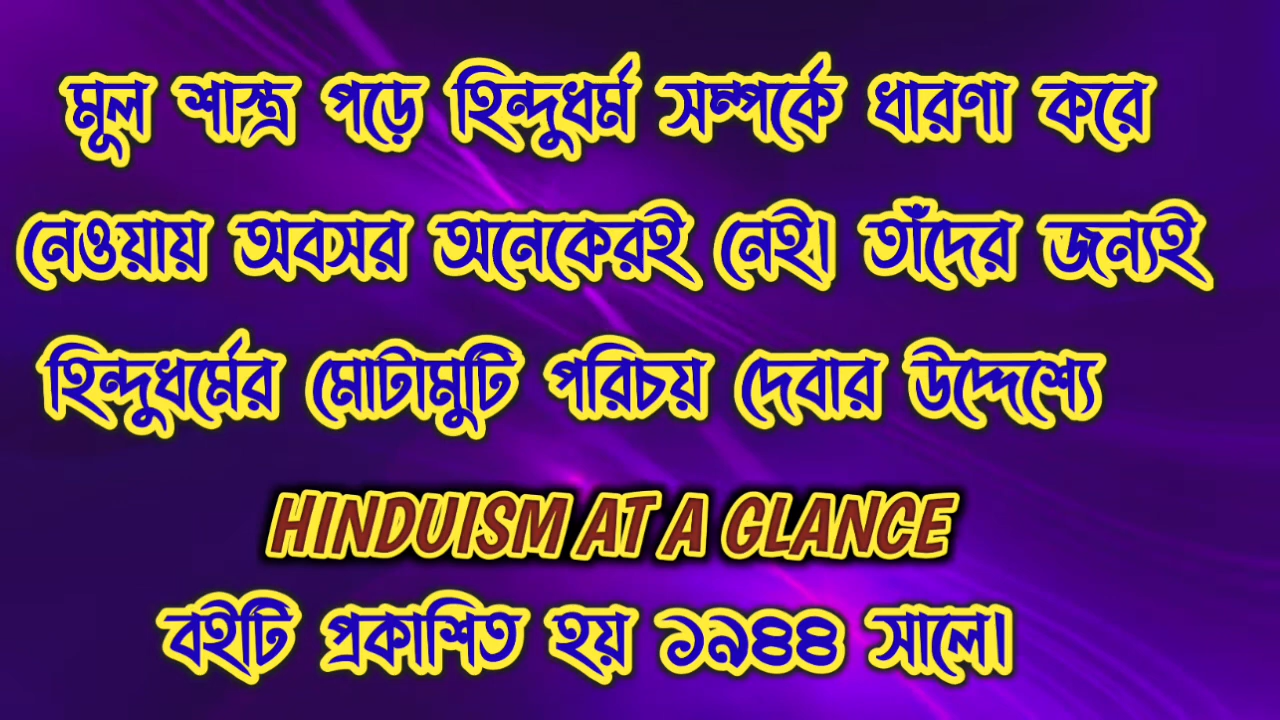 মূল শাস্ত্র পড়ে হিন্দুধর্ম সম্পর্কে ধারণা করে
নেওয়ায় অবসর অনেকেরই নেই। তাঁদের জন্যই
হিন্দুধর্মের মোটামুটি পরিচয় দেবার উদ্দেশ্যে
HINDUISM AT A GLANCE
বইটি প্রকাশিত হয় ১৯৪৪ সালে।